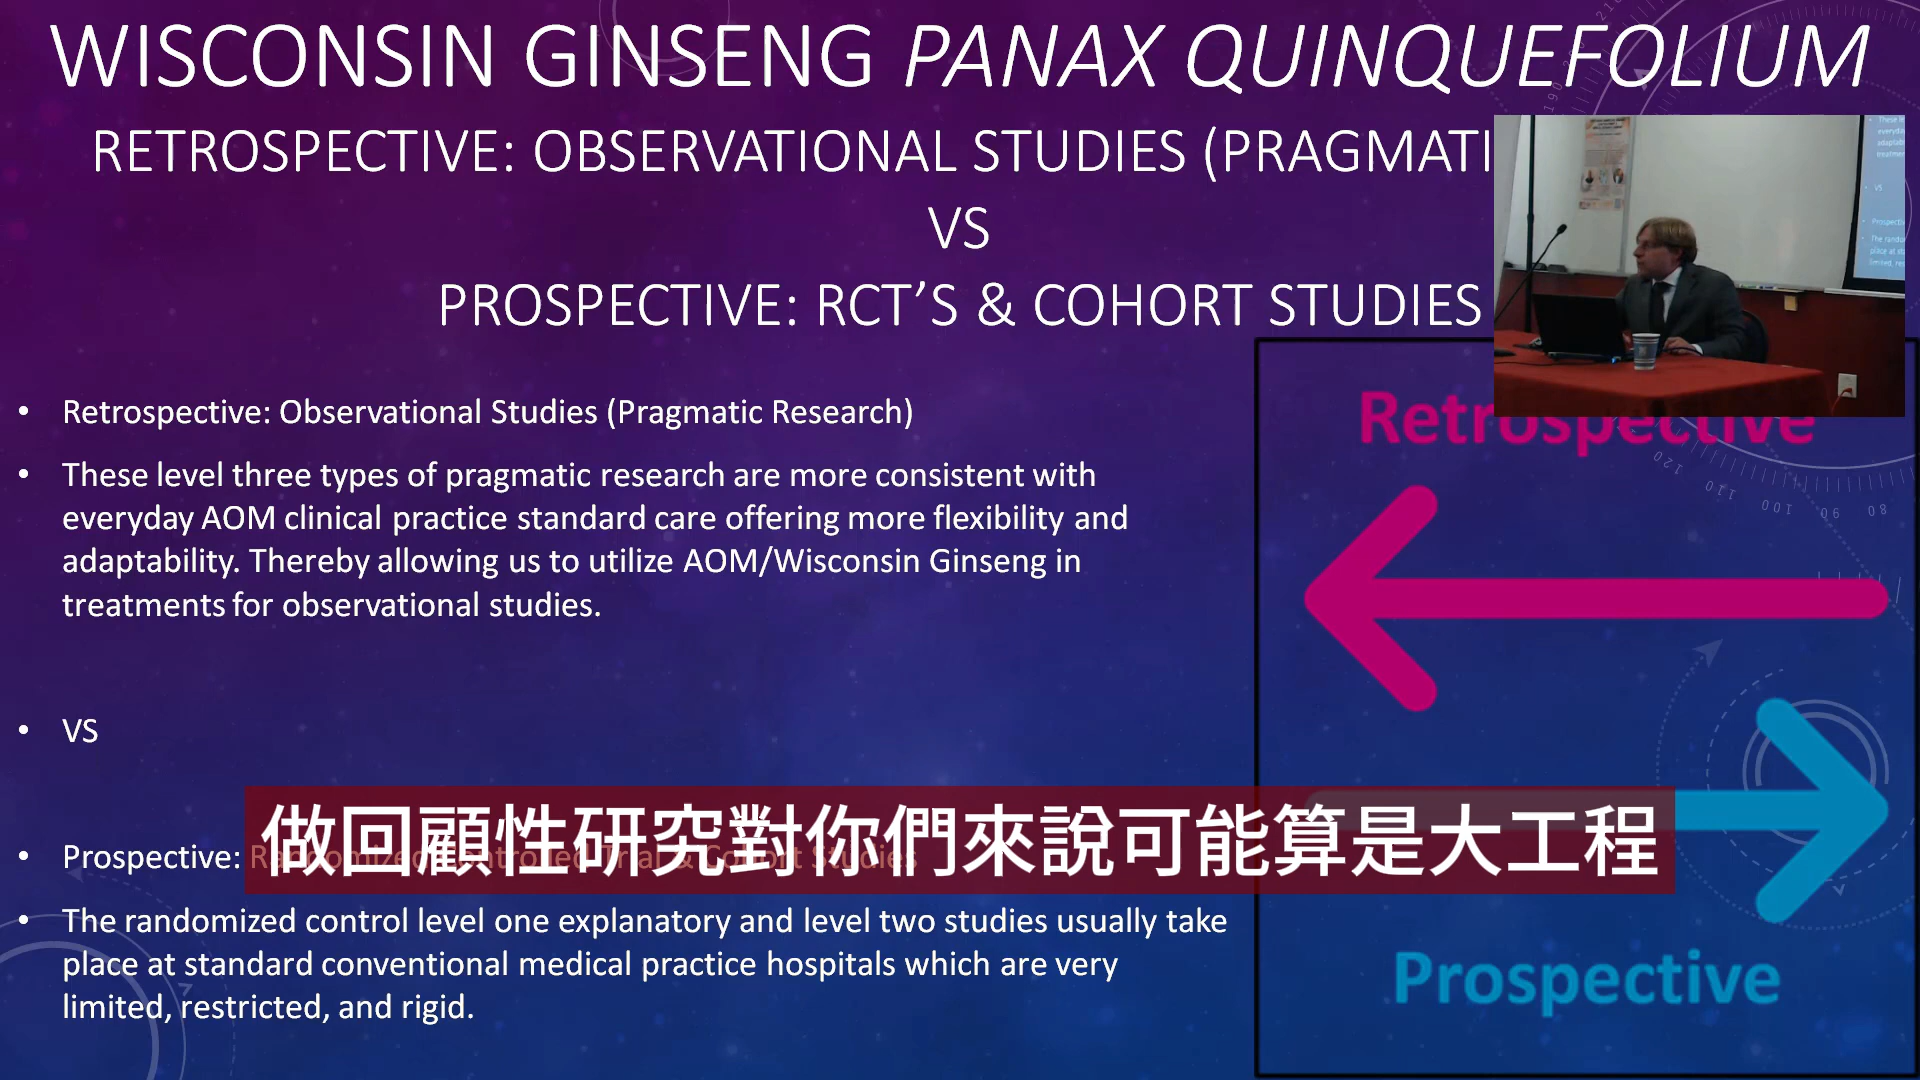 WISCONSIN GINSENG PANAX QUINQUEFOLIUM
RETROSPECTIVE: OBSERVATIONAL STUDIES (PRAGMATI
VS
PROSPECTIVE: RCT’S & COHORT STUDIES
• Retrospective: Observational Studies (Pragmatic Research)
• These level three types of pragmatic research are more consistent with
everyday AOM clinical practice standard care offering more flexibility and
adaptability. Thereby allowing us to utilize AOM/Wisconsin Ginseng in
treatments for observational studies.
• VS
• Prospective: Randomized Controlled Trial & Cohort Studies
做回顧性研究對你們來說可能算是大工程
• The randomized control level one explanatory and level two studies usually take
place at standard conventional medical practice hospitals which are very
limited, restricted, and rigid.
Retrospective
Prospective